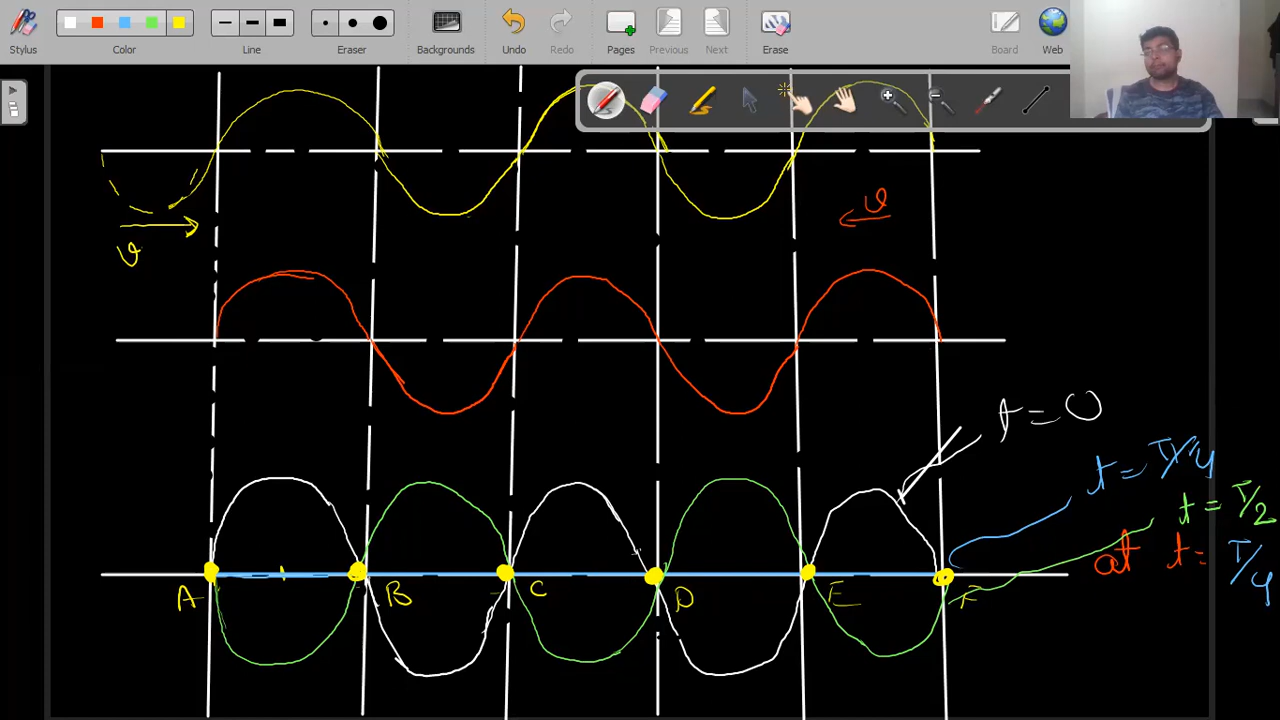 Stylus Color Line Eraser Backgrounds Undo Redo Pages Previous Next Erase Board Web
v
v
t = 0
t = T/4
t = T/2
at t = T/4
A B C D E F